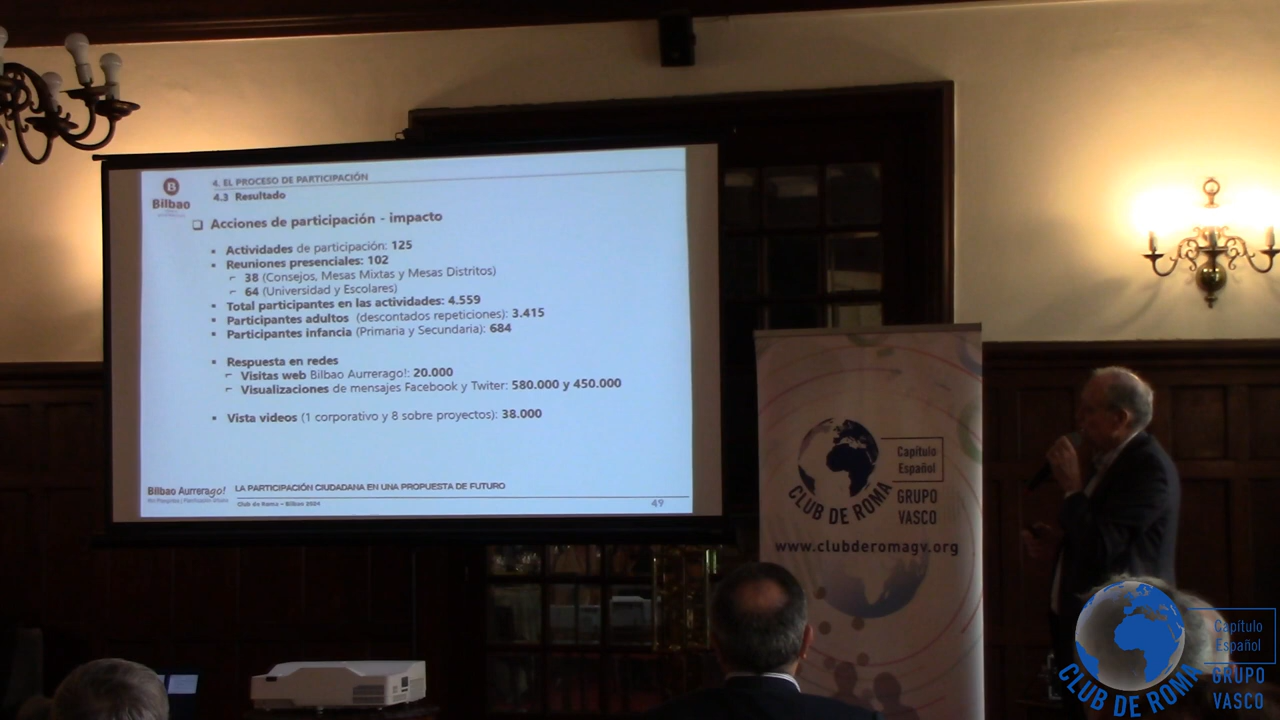 B
Bilbao
4. EL PROCESO DE PARTICIPACIÓN
4.3 Resultado
Acciones de participación - impacto
Actividades de participación: 125
Reuniones presenciales: 102
38 (Consejos, Mesas Mixtas y Mesas Distritos)
64 (Universidad y Escolares)
Total participantes en las actividades: 4.559
Participantes adultos (descontados repeticiones): 3.415
Participantes infancia (Primaria y Secundaria): 684
Respuesta en redes
Visitas web Bilbao Aurrerago!: 20.000
Visualizaciones de mensajes Facebook y Twiter: 580.000 y 450.000
Vista videos (1 corporativo y 8 sobre proyectos): 38.000
Bilbao Aurrerago!
LA PARTICIPACIÓN CIUDADANA EN UNA PROPUESTA DE FUTURO
Club de Roma - Bilbao 2024
49
CLUB DE ROMA
Capítulo
Español
GRUPO
VASCO
www.clubderomagv.org
CLUB DE ROMA
Capítulo
Español
GRUPO
VASCO